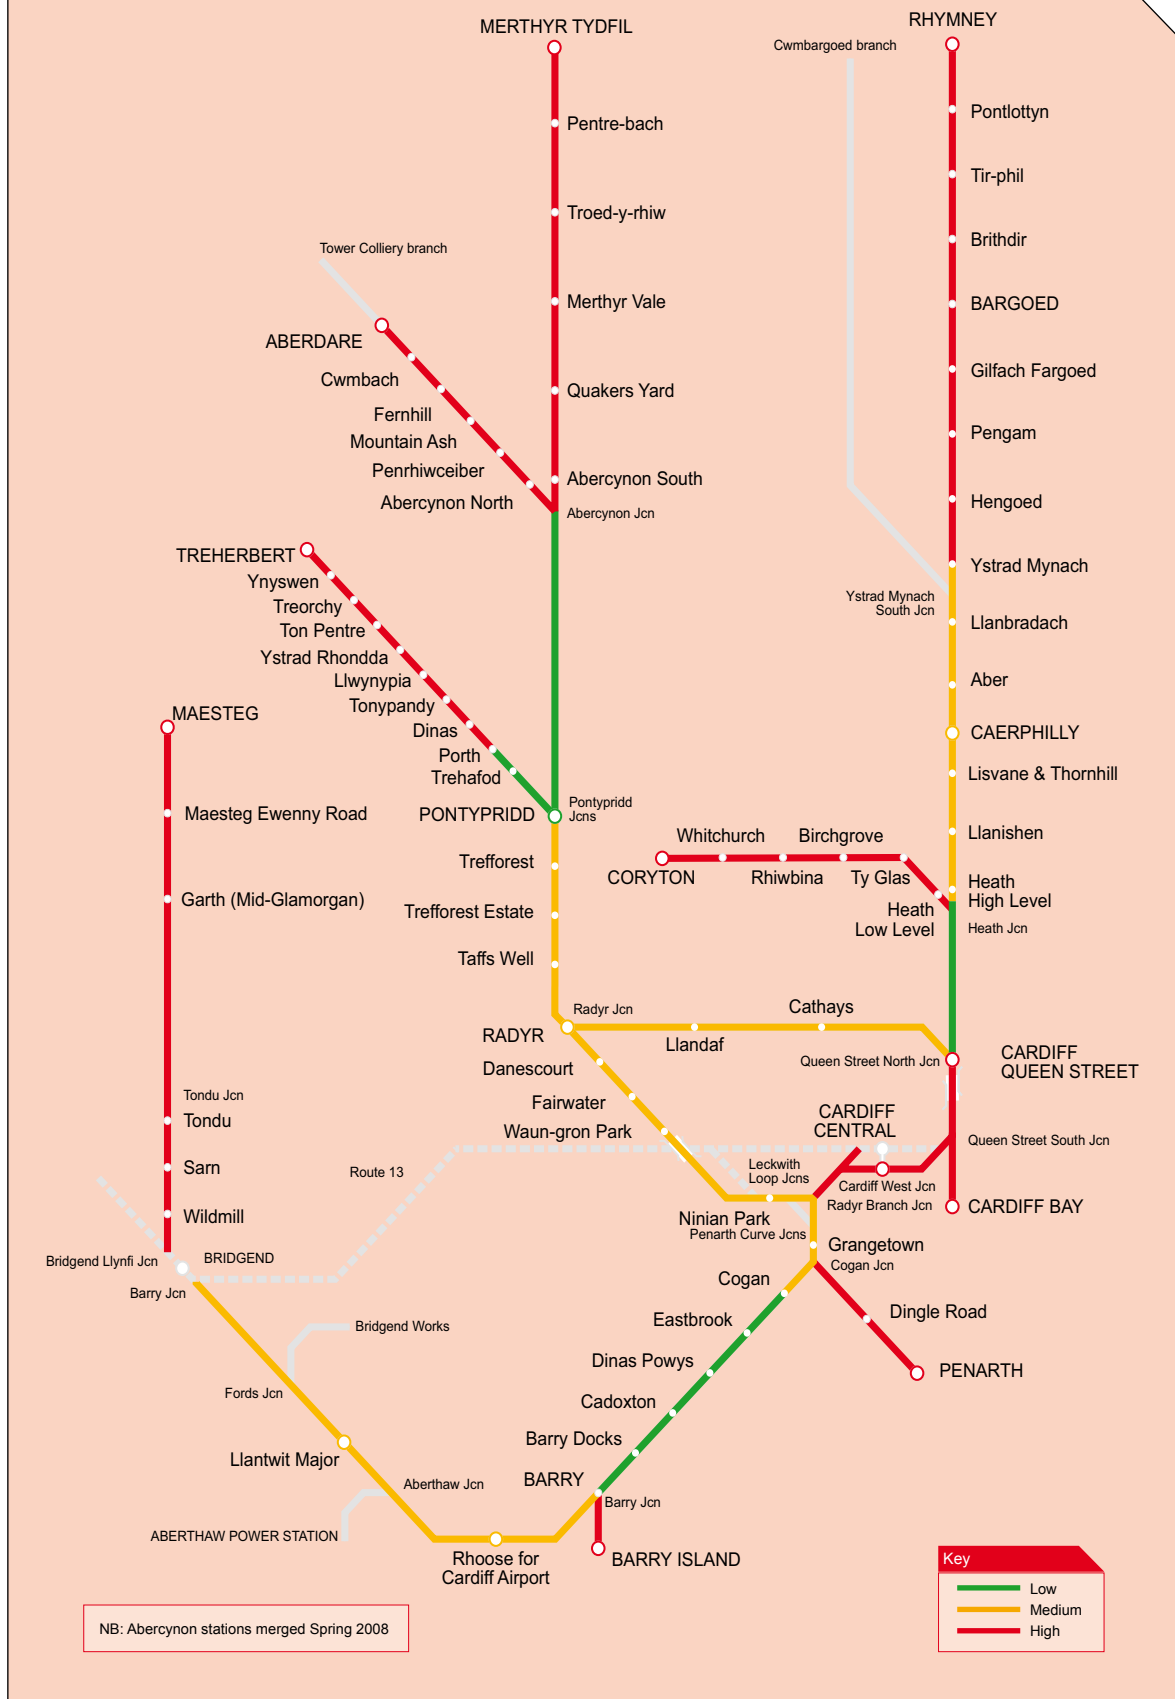 MERTHYR TYDFIL
RHYMNEY
Cwmbargoed branch
Pontlottyn
Pentre-bach
Tir-phil
Troed-y-rhiw
Brithdir
Tower Colliery branch
Merthyr Vale
BARGOED
ABERDARE
Gilfach Fargoed
Cwmbach
Quakers Yard
Fernhill
Pengam
Mountain Ash
Penrhiwceiber
Abercynon South
Abercynon North
Hengoed
Abercynon Jcn
TREHERBERT
Ystrad Mynach
Ynyswen
Ystrad Mynach
South Jcn
Treorchy
Llanbradach
Ton Pentre
Ystrad Rhondda
Llwynypia
Aber
Tonypandy
MAESTEG
Dinas
CAERPHILLY
Porth
Trehafod
Lisvane & Thornhill
Pontypridd
Jcns
PONTYPRIDD
Maesteg Ewenny Road
Whitchurch
Birchgrove
Llanishen
Trefforest
CORYTON
Rhiwbina
Ty Glas
Heath
High Level
Garth (Mid-Glamorgan)
Trefforest Estate
Heath
Low Level
Heath Jcn
Taffs Well
Radyr Jcn
Cathays
RADYR
Llandaf
Danescourt
Queen Street North Jcn
CARDIFF
QUEEN STREET
Tondu Jcn
Fairwater
CARDIFF
CENTRAL
Tondu
Waun-gron Park
Queen Street South Jcn
Sarn
Route 13
Leckwith
Loop Jcns
Cardiff West Jcn
Wildmill
Ninian Park
Radyr Branch Jcn
CARDIFF BAY
Penarth Curve Jcns
Grangetown
Bridgend Llynfi Jcn
BRIDGEND
Cogan Jcn
Barry Jcn
Cogan
Eastbrook
Dingle Road
Bridgend Works
Dinas Powys
PENARTH
Fords Jcn
Cadoxton
Barry Docks
Llantwit Major
BARRY
Aberthaw Jcn
Barry Jcn
ABERTHAW POWER STATION
Rhoose for
Cardiff Airport
BARRY ISLAND
Key
Low
Medium
High
NB: Abercynon stations merged Spring 2008